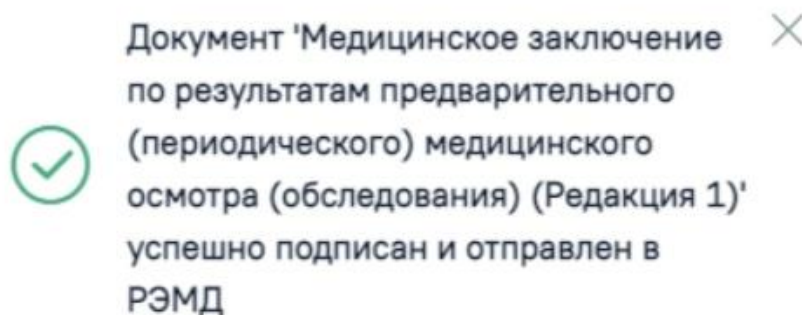 Документ 'Медицинское заключение
по результатам предварительного
(периодического) медицинского
осмотра (обследования) (Редакция 1)'
успешно подписан и отправлен в
РЭМД